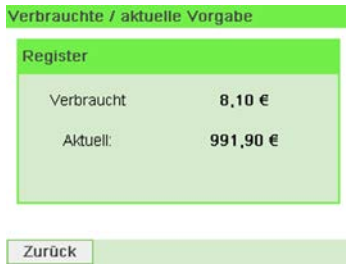 Verbrauchte / aktuelle Vorgabe
Register
Verbraucht 8,10 €
Aktuell: 991,90 €
Zurück